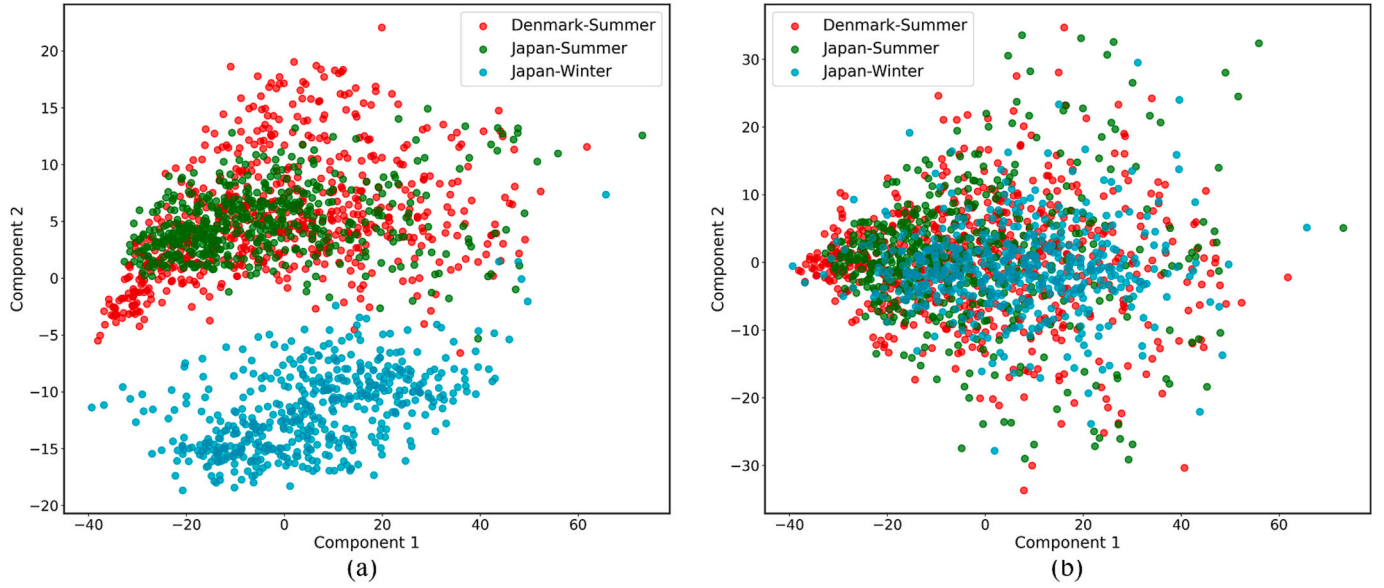 Denmark-Summer
Japan-Summer
Japan-Winter
20
15
10
5
0
−5
−10
−15
−20
Component 2
−40
−20
0
20
40
60
Component 1
(a)
Denmark-Summer
Japan-Summer
Japan-Winter
30
20
10
0
−10
−20
−30
Component 2
−40
−20
0
20
40
60
Component 1
(b)